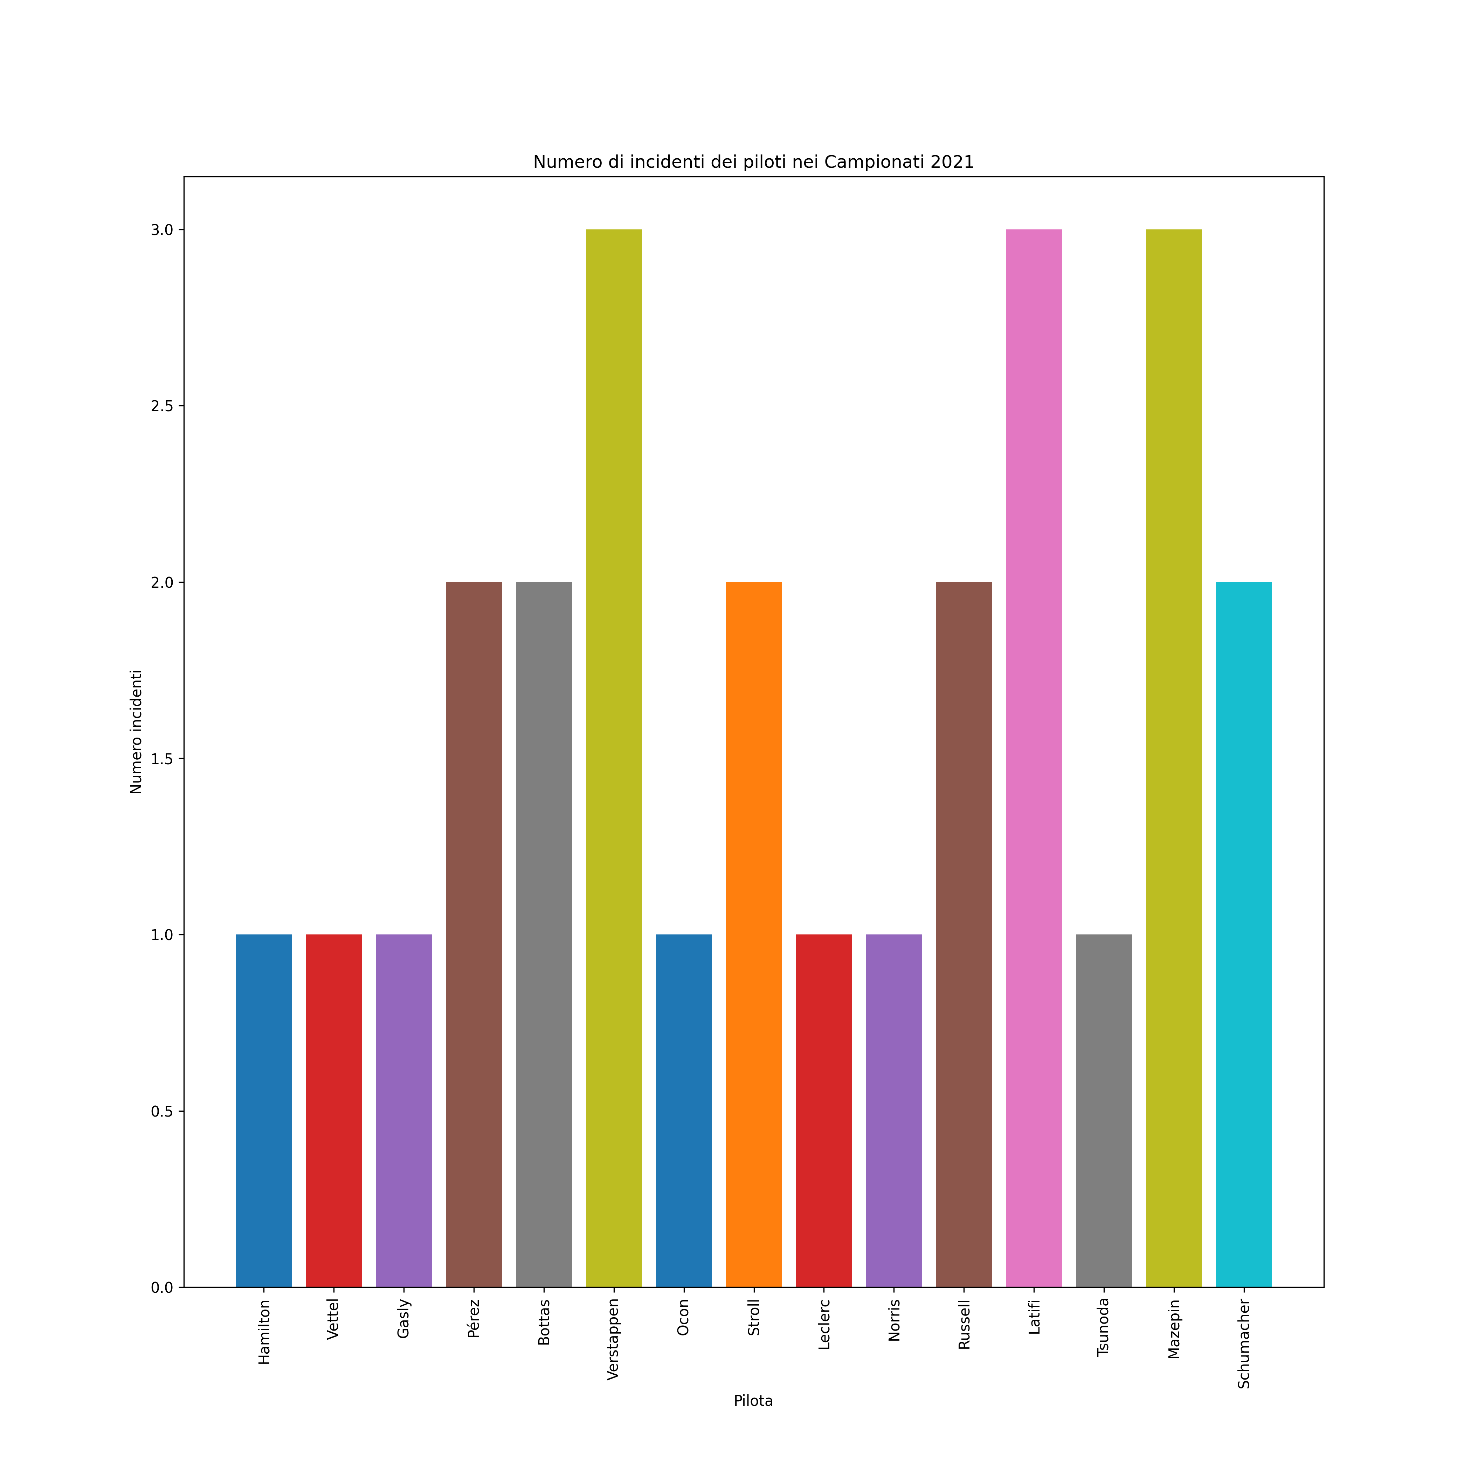 Numero di incidenti dei piloti nei Campionati 2021
3.0
2.5
2.0
1.5
1.0
0.5
0.0
Numero incidenti
Hamilton
Vettel
Gasly
Pérez
Bottas
Verstappen
Ocon
Stroll
Leclerc
Norris
Russell
Latifi
Tsunoda
Mazepin
Schumacher
Pilota